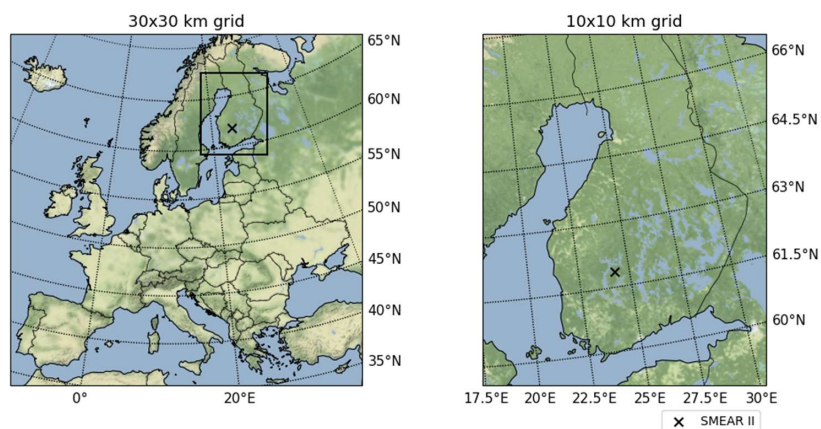 30x30 km grid
65°N
60°N
55°N
50°N
45°N
40°N
35°N
0° 20°E
10x10 km grid
66°N
64.5°N
63°N
61.5°N
60°N
17.5°E 20°E 22.5°E 25°E 27.5°E 30°E
× SMEAR II